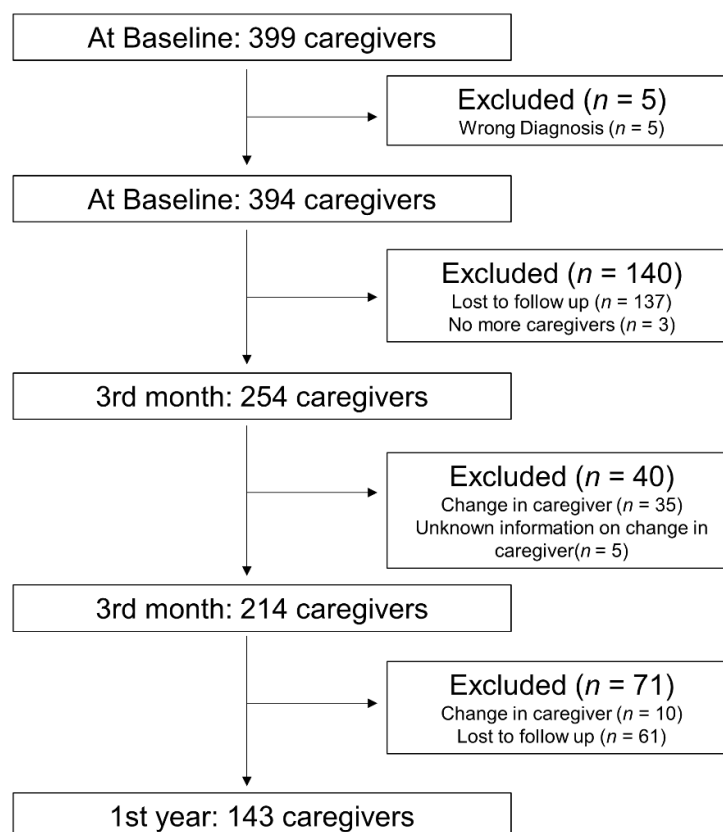 At Baseline: 399 caregivers
Excluded (n = 5)
Wrong Diagnosis (n = 5)
At Baseline: 394 caregivers
Excluded (n = 140)
Lost to follow up (n = 137)
No more caregivers (n = 3)
3rd month: 254 caregivers
Excluded (n = 40)
Change in caregiver (n = 35)
Unknown information on change in
caregiver(n = 5)
3rd month: 214 caregivers
Excluded (n = 71)
Change in caregiver (n = 10)
Lost to follow up (n = 61)
1st year: 143 caregivers